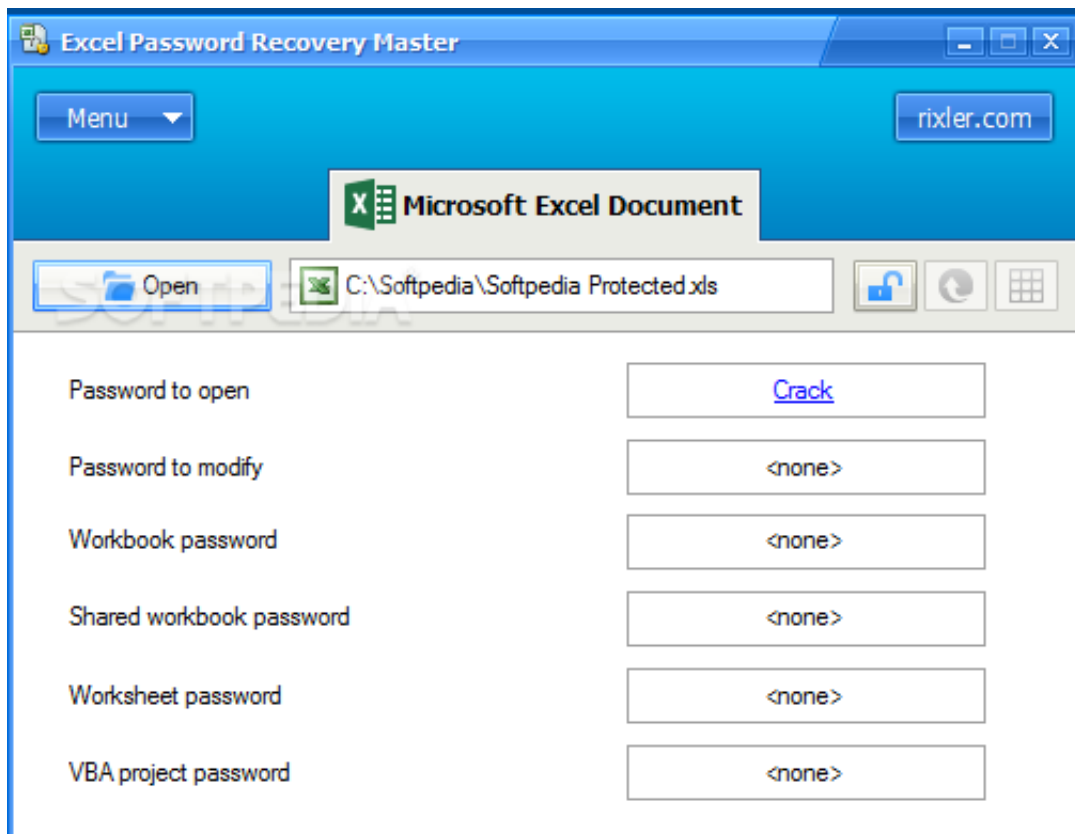 Excel Password Recovery Master
Menu
rixler.com
Microsoft Excel Document
Open
C:\Softpedia\Softpedia Protected.xls
SOFTPEDIA
Password to open
Crack
Password to modify
<none>
Workbook password
<none>
Shared workbook password
<none>
Worksheet password
<none>
VBA project password
<none>